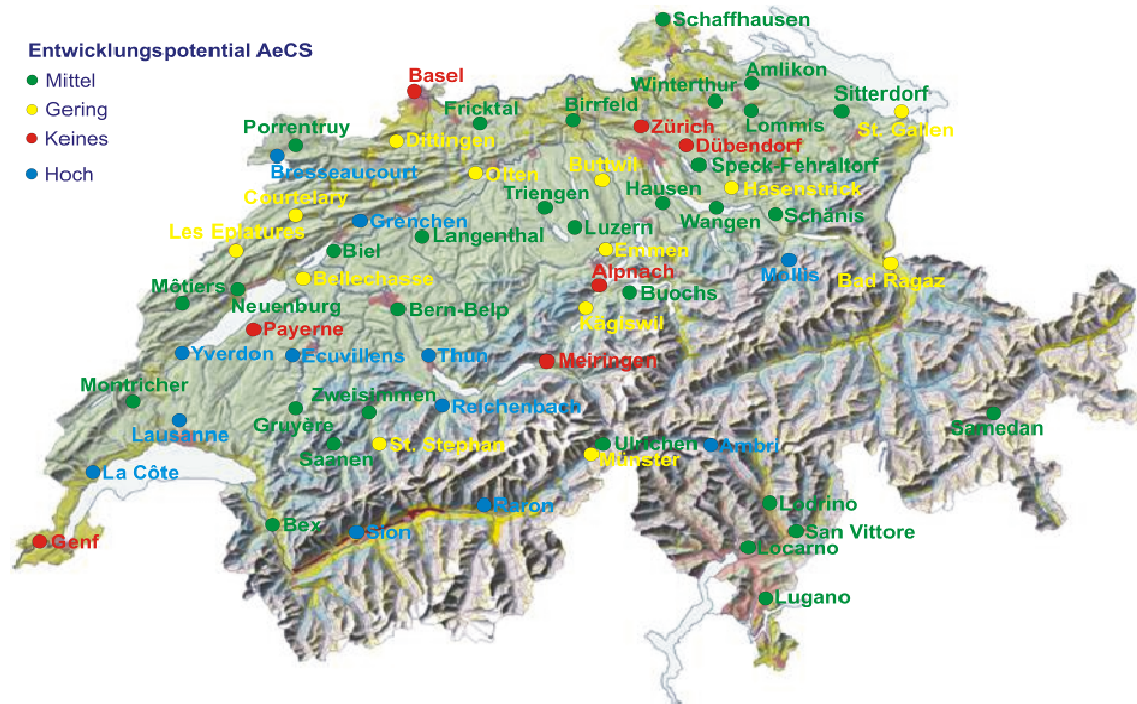 Schaffhausen
Entwicklungspotential AeCS
Mittel
Gering
Keines
Hoch
Basel
Amlikon
Winterthur
Sitterdorf
Fricktal
Birrfeld
Zürich
Lommis
St. Gallen
Porrentruy
Dittingen
Dübendorf
Bresseaucourt
Speck-Fehraltorf
Olten
Buttwil
Hausen
Hasenstrick
Triengen
Courtelary
Grenchen
Wangen
Schänis
Les Eplatures
Langenthal
Luzern
Biel
Emmen
Mollis
Bad Ragaz
Bellechasse
Alpnach
Môtiers
Buochs
Neuenburg
Bern-Belp
Kägiswil
Payerne
Yverdon
Ecuvillens
Thun
Meiringen
Montricher
Zweisimmen
Reichenbach
Gruyère
Samedan
Lausanne
Saanen
St. Stephan
Ulrichen
Ambri
Münster
La Côte
Raron
Lodrino
Bex
Sion
San Vittore
Genf
Locarno
Lugano